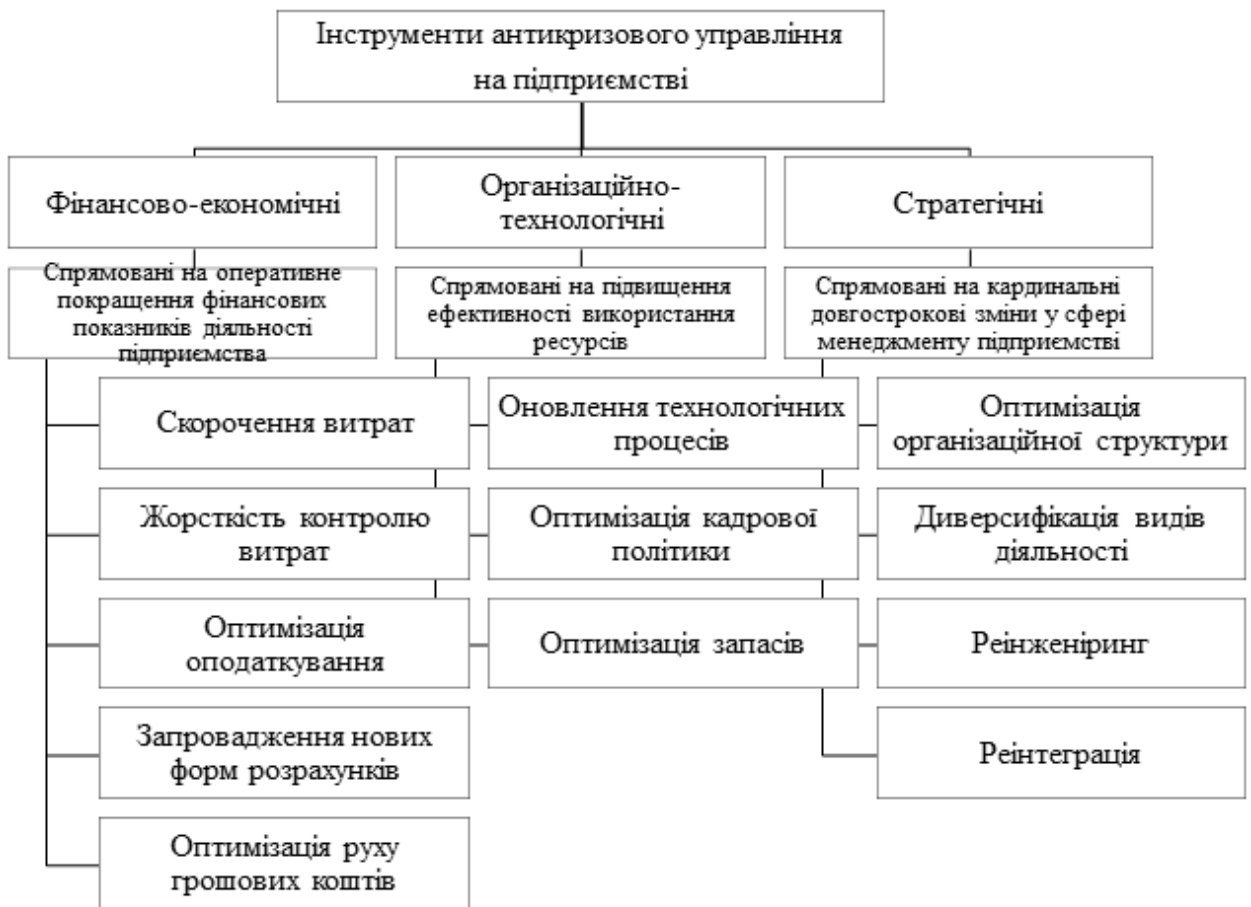 Інструменти антикризового управління
на підприємстві
Фінансово-економічні
Організаційно-
технологічні
Стратегічні
Спрямовані на оперативне
покращення фінансових
показників діяльності
підприємства
Спрямовані на підвищення
ефективності використання
ресурсів
Спрямовані на кардинальні
довгострокові зміни у сфері
менеджменту підприємстві
Скорочення витрат
Жорсткість контролю
витрат
Оптимізація
оподаткування
Запровадження нових
форм розрахунків
Оптимізація руху
грошових коштів
Оновлення технологічних
процесів
Оптимізація кадрової
політики
Оптимізація запасів
Оптимізація
організаційної структури
Диверсифікація видів
діяльності
Реінженіринг
Реінтеграція